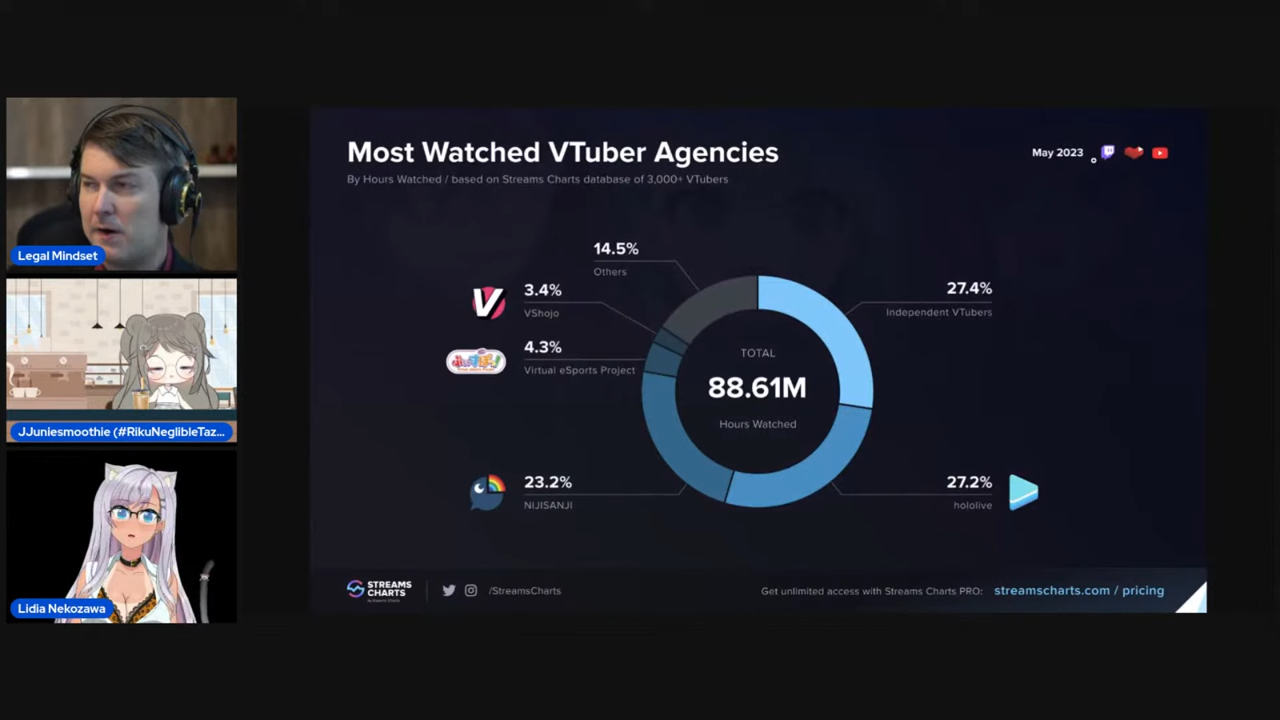 Legal Mindset
JJuniesmoothie (#RikuNeglibleTaz...
Lidia Nekozawa
Most Watched VTuber Agencies
By Hours Watched / based on Streams Charts database of 3,000+ VTubers
May 2023
14.5%
Others
3.4%
VShojo
4.3%
Virtual eSports Project
23.2%
NIJISANJI
27.4%
Independent VTubers
27.2%
hololive
TOTAL
88.61M
Hours Watched
STREAMS
CHARTS
/StreamsCharts
Get unlimited access with Streams Charts PRO:
streamscharts.com / pricing